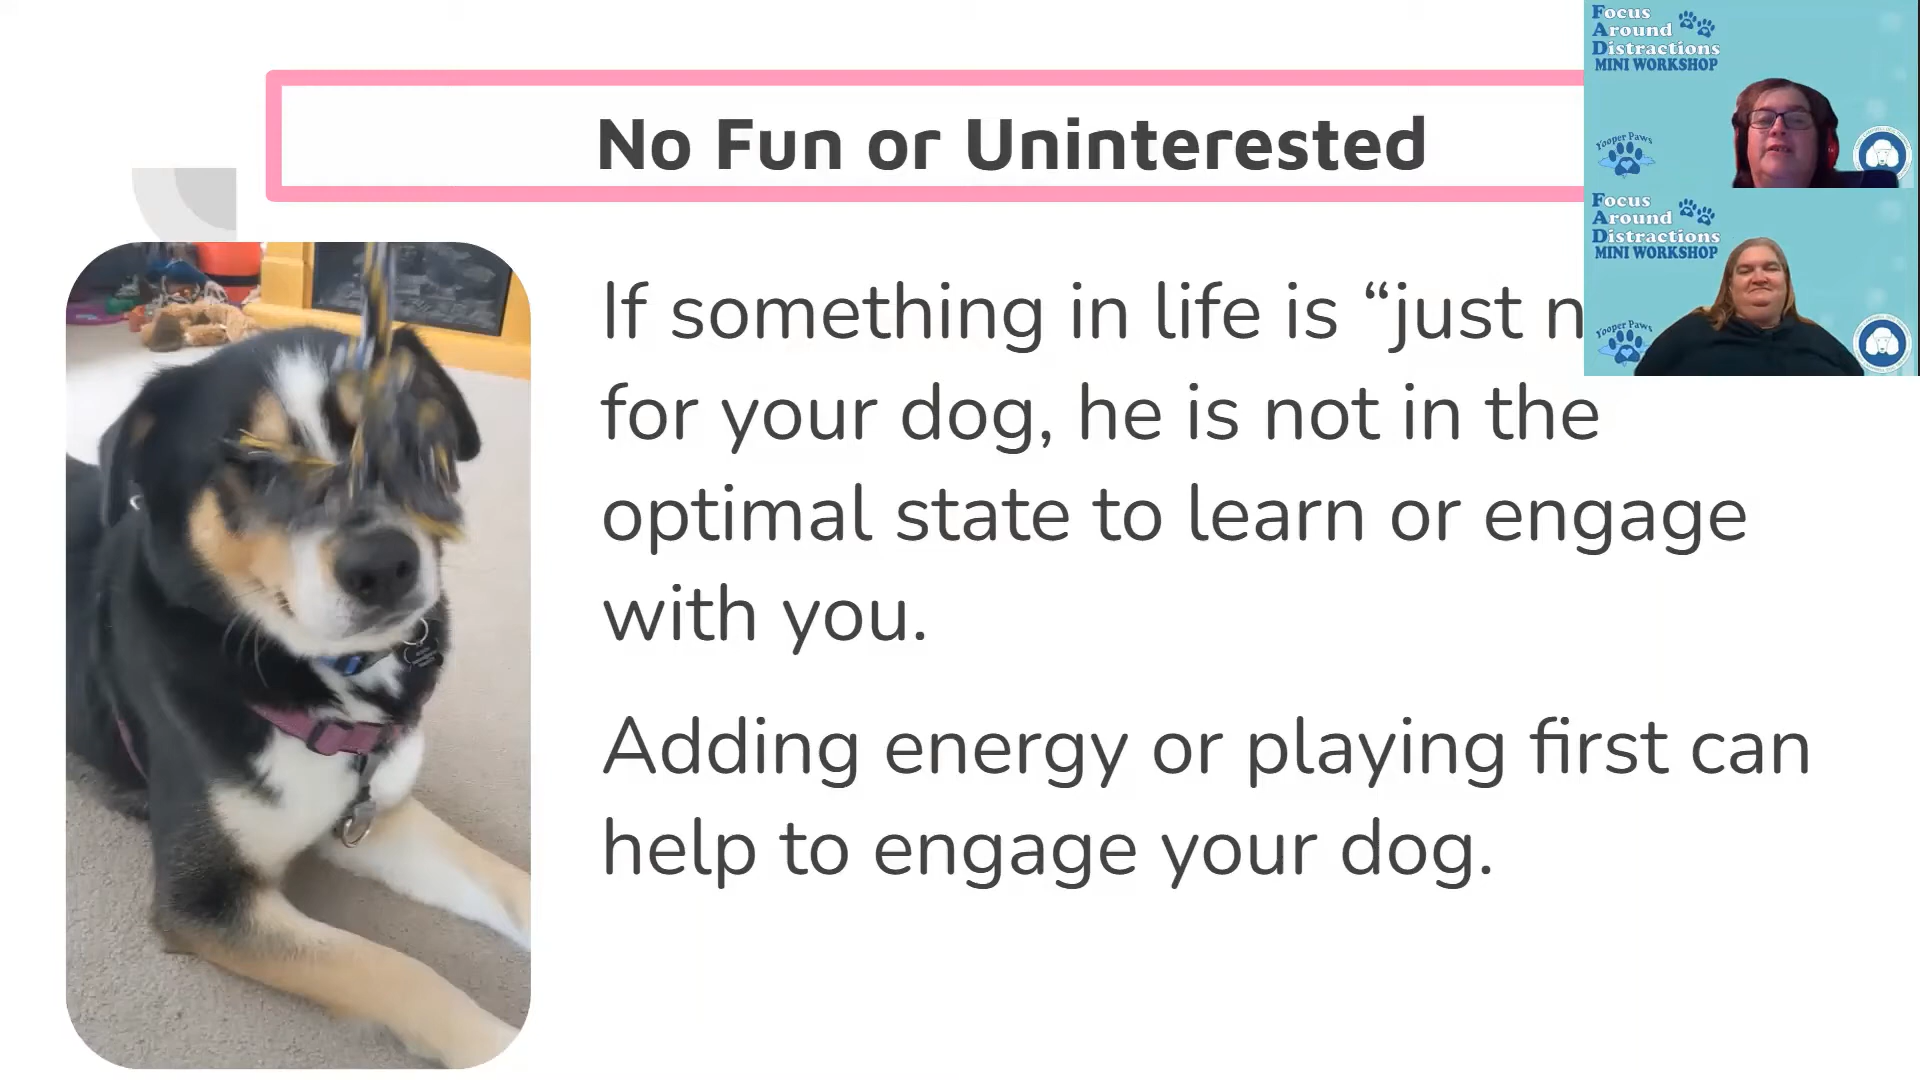 No Fun or Uninterested
If something in life is “just n
for your dog, he is not in the
optimal state to learn or engage
with you.
Adding energy or playing first can
help to engage your dog.
Focus
Around
Distractions
MINI WORKSHOP
Yooper Paws
Focus
Around
Distractions
MINI WORKSHOP
Yooper Paws